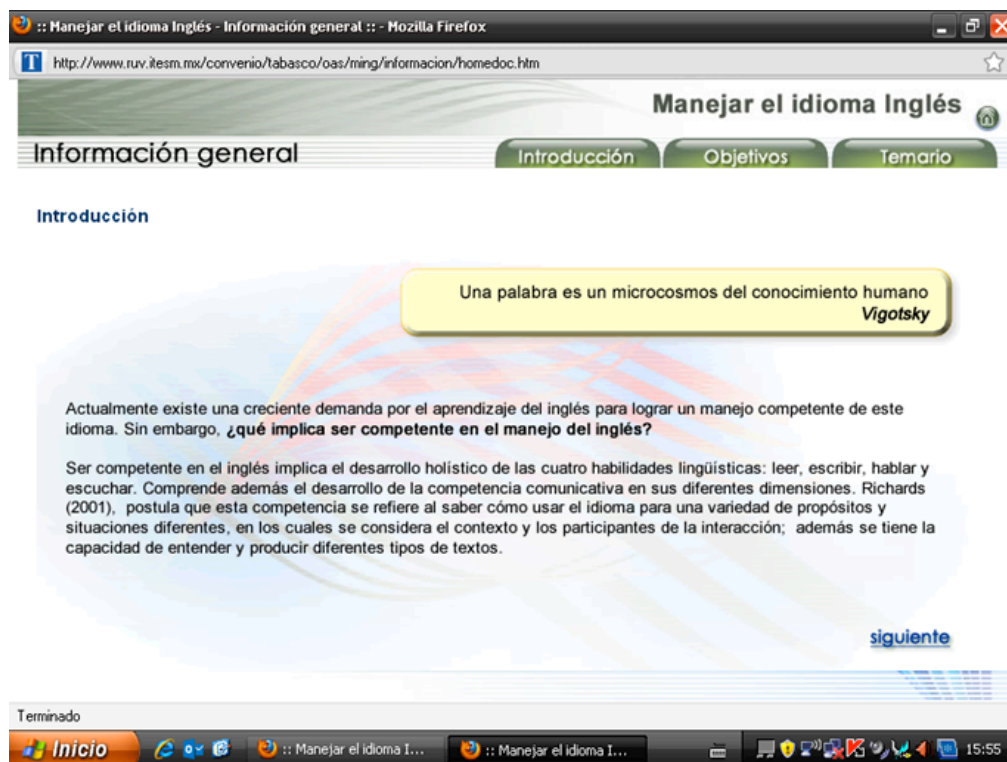 :: Manejar el idioma Inglés - Información general :: - Mozilla Firefox
http://www.ruv.itesm.mx/convenio/tabasco/oas/ming/informacion/homedoc.htm
Manejar el idioma Inglés
Información general
Introducción
Objetivos
Temario
Introducción
Una palabra es un microcosmos del conocimiento humano
Vigotsky
Actualmente existe una creciente demanda por el aprendizaje del inglés para lograr un manejo competente de este
idioma. Sin embargo, ¿qué implica ser competente en el manejo del inglés?
Ser competente en el inglés implica el desarrollo holístico de las cuatro habilidades lingüísticas: leer, escribir, hablar y
escuchar. Comprende además el desarrollo de la competencia comunicativa en sus diferentes dimensiones. Richards
(2001), postula que esta competencia se refiere al saber cómo usar el idioma para una variedad de propósitos y
situaciones diferentes, en los cuales se considera el contexto y los participantes de la interacción; además se tiene la
capacidad de entender y producir diferentes tipos de textos.
siguiente
Terminado
Inicio
:: Manejar el idioma I...
:: Manejar el idioma I...
15:55